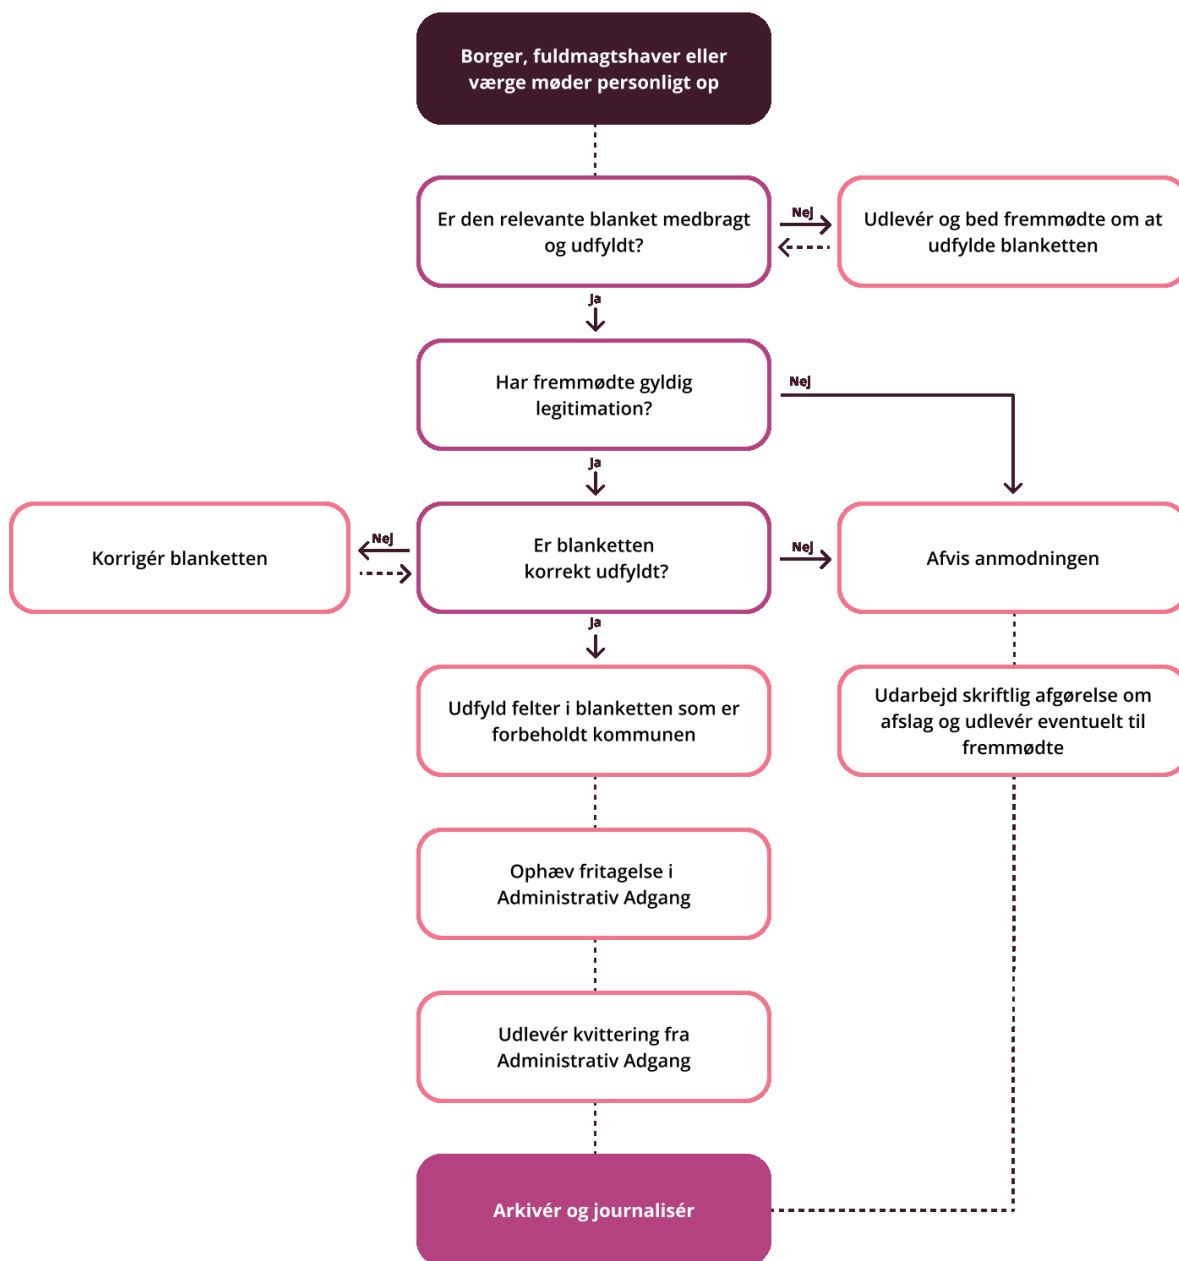 Borger, fuldmagtshaver eller
værge møder personligt op
Er den relevante blanket medbragt
og udfyldt?
Nej
Udlevér og bed fremmødte om at
udfylde blanketten
Ja
Har fremmødte gyldig
legitimation?
Nej
Ja
Korrigér blanketten
Nej
Er blanketten
korrekt udfyldt?
Nej
Afvis anmodningen
Ja
Udfyld felter i blanketten som er
forbeholdt kommunen
Udarbejd skriftlig afgørelse om
afslag og udlevér eventuelt til
fremmødte
Ophæv fritagelse i
Administrativ Adgang
Udlevér kvittering fra
Administrativ Adgang
Arkivér og journalisér